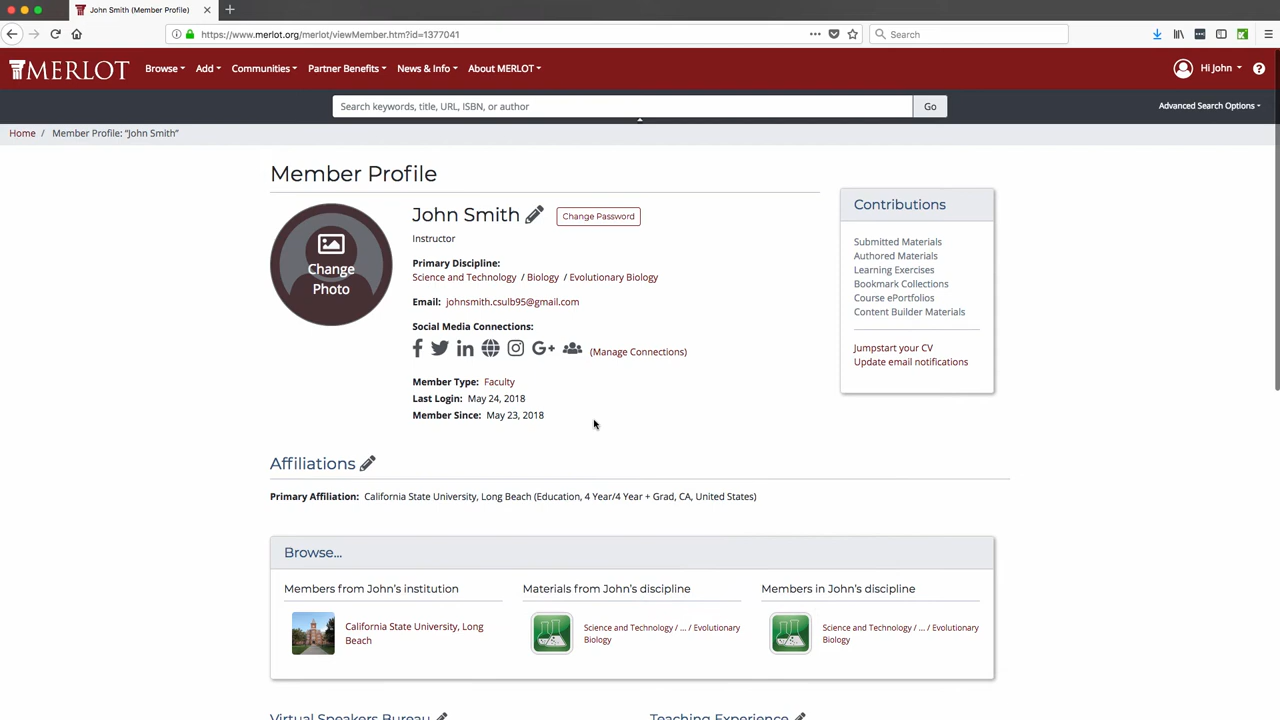 John Smith (Member Profile)
https://www.merlot.org/merlot/viewMember.htm?id=1377041
Search
MERLOT
Browse
Add
Communities
Partner Benefits
News & Info
About MERLOT
Hi John
Search keywords, title, URL, ISBN, or author
Go
Advanced Search Options
Home / Member Profile: "John Smith"
Member Profile
Change
Photo
John Smith
Change Password
Instructor
Primary Discipline:
Science and Technology / Biology / Evolutionary Biology
Email: johnsmith.csulb95@gmail.com
Social Media Connections:
(Manage Connections)
Member Type: Faculty
Last Login: May 24, 2018
Member Since: May 23, 2018
Contributions
Submitted Materials
Authored Materials
Learning Exercises
Bookmark Collections
Course ePortfolios
Content Builder Materials
Jumpstart your CV
Update email notifications
Affiliations
Primary Affiliation: California State University, Long Beach (Education, 4 Year/4 Year + Grad, CA, United States)
Browse...
Members from John's institution
California State University, Long
Beach
Materials from John's discipline
Science and Technology / ... / Evolutionary
Biology
Members in John's discipline
Science and Technology / ... / Evolutionary
Biology
Virtual Speakers Bureau
Teaching Experience